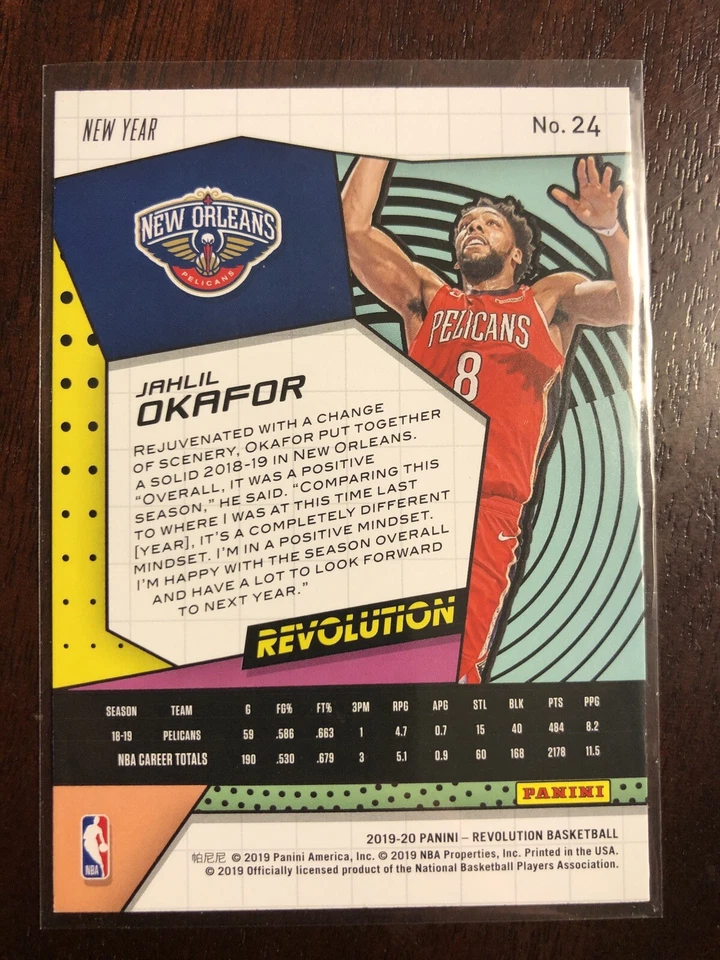 NEW YEAR
No. 24
NEW ORLEANS
PELICANS
PELICANS
8
JAHLIL
OKAFOR
REJUVENATED WITH A CHANGE
OF SCENERY, OKAFOR PUT TOGETHER
A SOLID 2018-19 IN NEW ORLEANS.
"OVERALL, IT WAS A POSITIVE
SEASON," HE SAID. "COMPARING THIS
TO WHERE I WAS AT THIS TIME LAST
[YEAR], IT'S A COMPLETELY DIFFERENT
MINDSET. I'M IN A POSITIVE MINDSET.
I'M HAPPY WITH THE SEASON OVERALL
AND HAVE A LOT TO LOOK FORWARD
TO NEXT YEAR."
REVOLUTION
SEASON TEAM G FG% FT% 3PM RPG APG STL BLK PTS PPG
18-19 PELICANS 59 .586 .663 1 4.7 0.7 15 40 484 8.2
NBA CAREER TOTALS 190 .530 .679 3 5.1 0.9 60 168 2178 11.5
PANINI
NBA
2019-20 PANINI – REVOLUTION BASKETBALL
帕尼尼 © 2019 Panini America, Inc. © 2019 NBA Properties, Inc. Printed in the USA.
© 2019 Officially licensed product of the National Basketball Players Association.